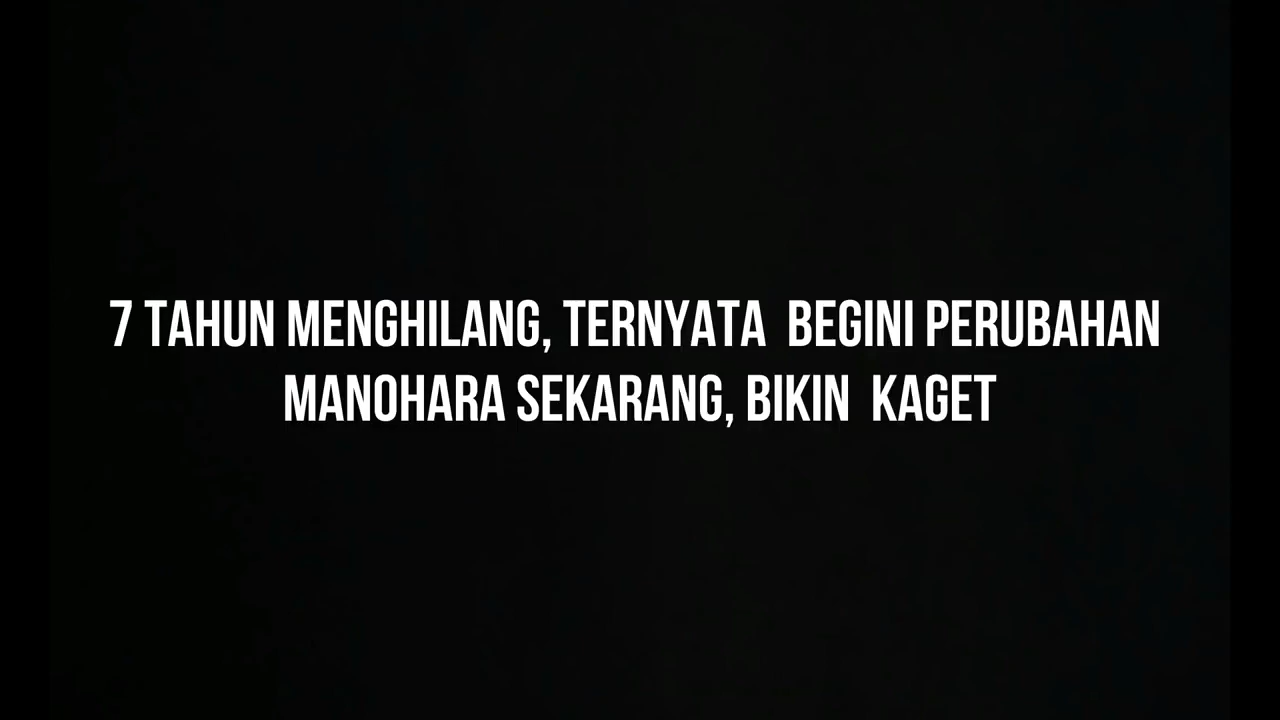 7 TAHUN MENGHILANG, TERNYATA BEGINI PERUBAHAN
MANOHARA SEKARANG, BIKIN KAGET